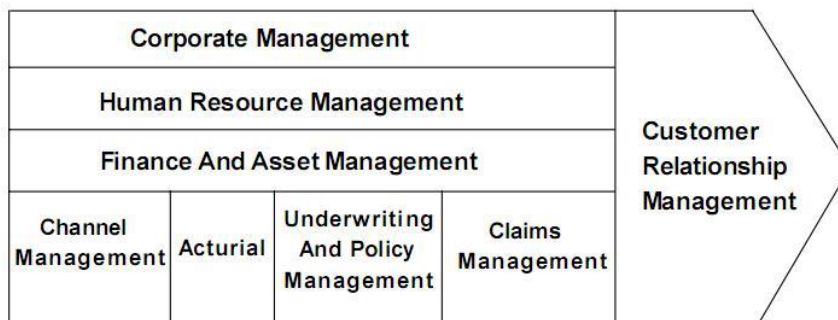 Corporate Management
Human Resource Management
Finance And Asset Management
Channel
Management
Acturial
Underwriting
And Policy
Management
Claims
Management
Customer
Relationship
Management